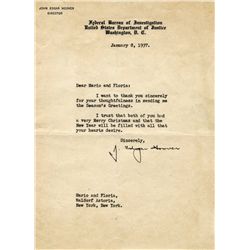 JOHN EDGAR HOOVER
DIRECTOR
Federal Bureau of Investigation
United States Department of Justice
Washington, D. C.
January 8, 1937.
Dear Mario and Floria:
I want to thank you sincerely
for your thoughtfulness in sending me
the Season's Greetings.
I trust that both of you had
a very Merry Christmas and that the
New Year will be filled with all that
your hearts desire.
Sincerely,
J. Edgar Hoover
Mario and Floria,
Waldorf Astoria,
New York, New York.